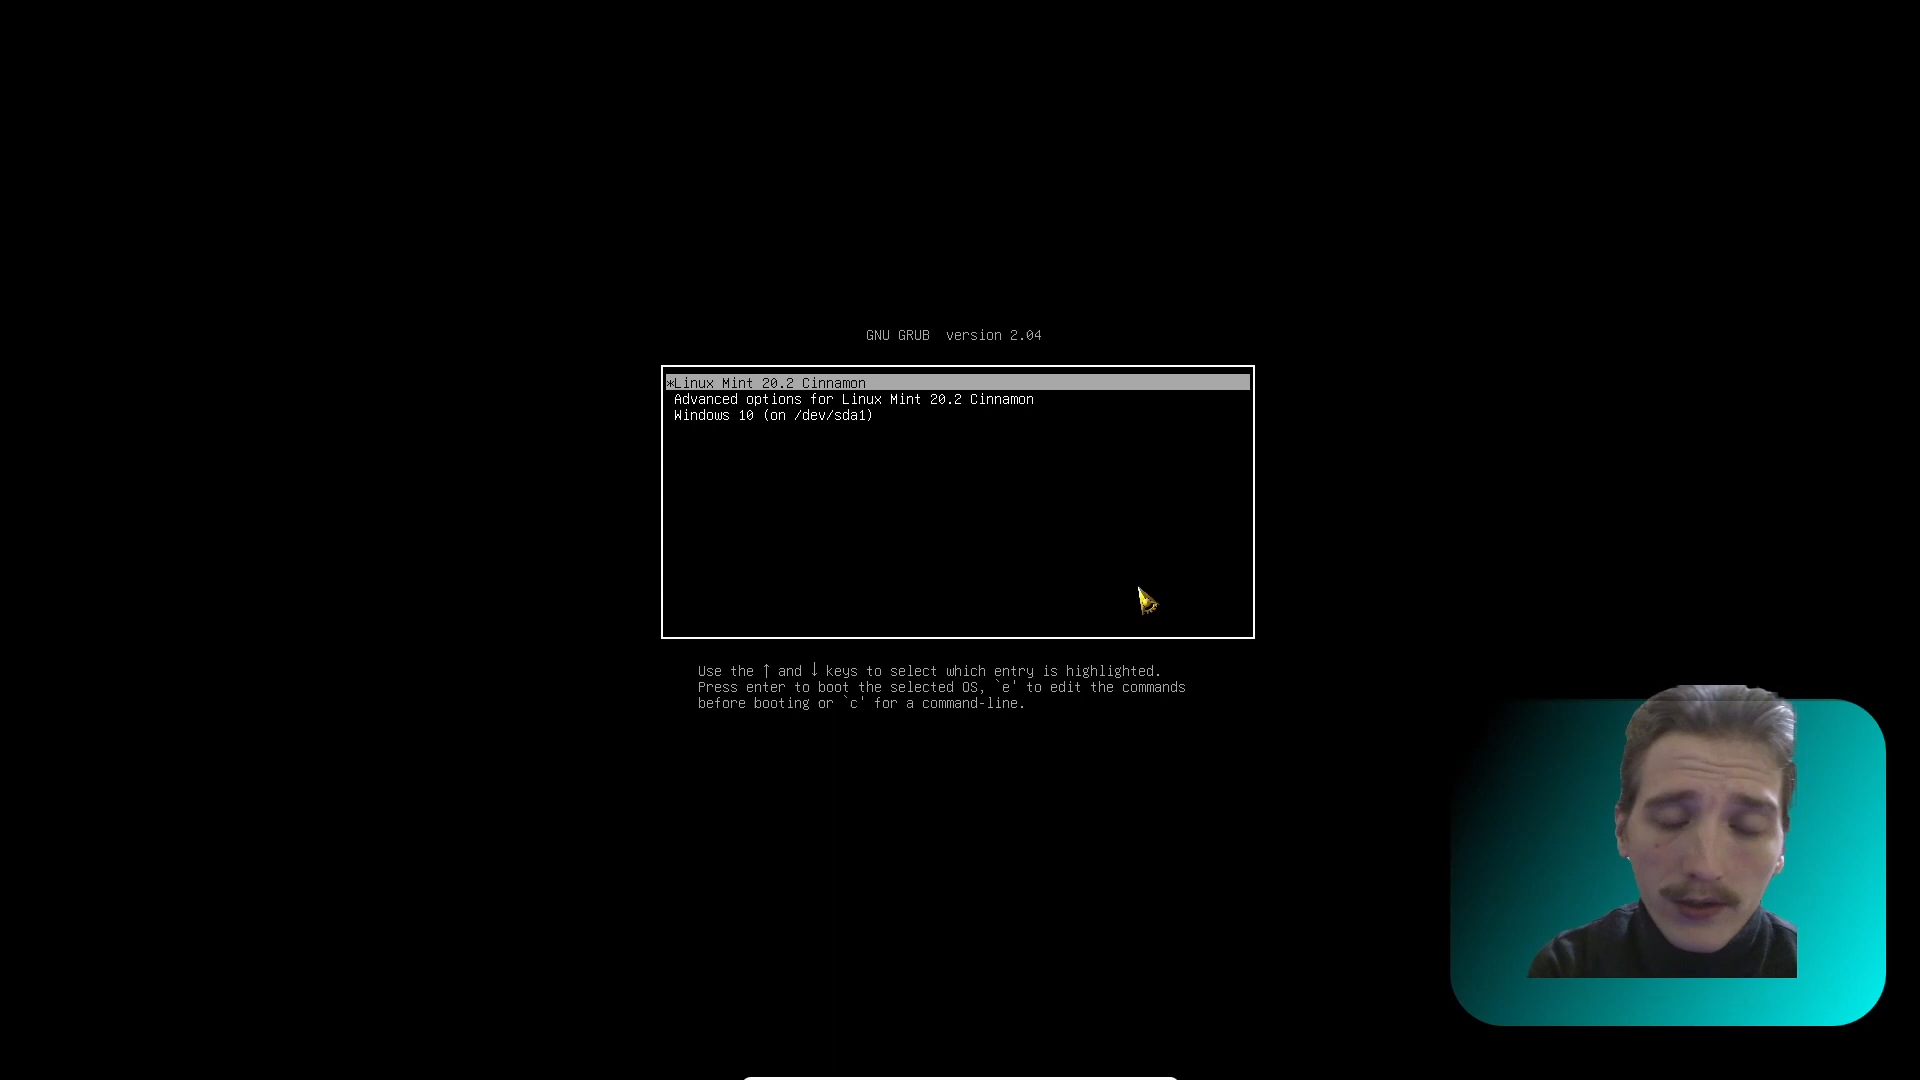 GNU GRUB  version 2.04
*Linux Mint 20.2 Cinnamon
Advanced options for Linux Mint 20.2 Cinnamon
Windows 10 (on /dev/sda1)
Use the ↑ and ↓ keys to select which entry is highlighted.
Press enter to boot the selected OS, `e' to edit the commands
before booting or `c' for a command-line.